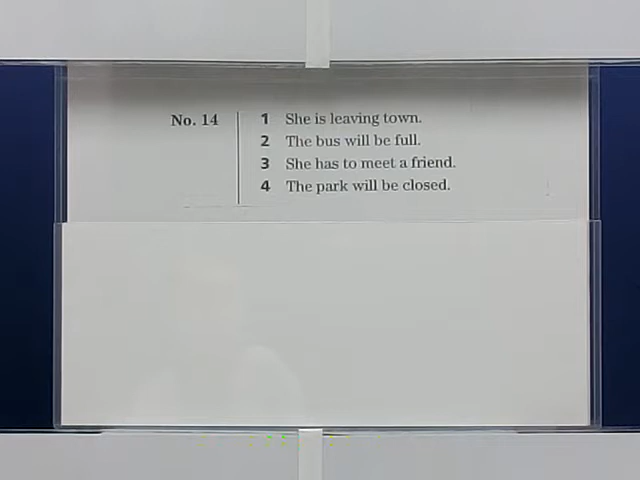 No. 14
1 She is leaving town.
2 The bus will be full.
3 She has to meet a friend.
4 The park will be closed.